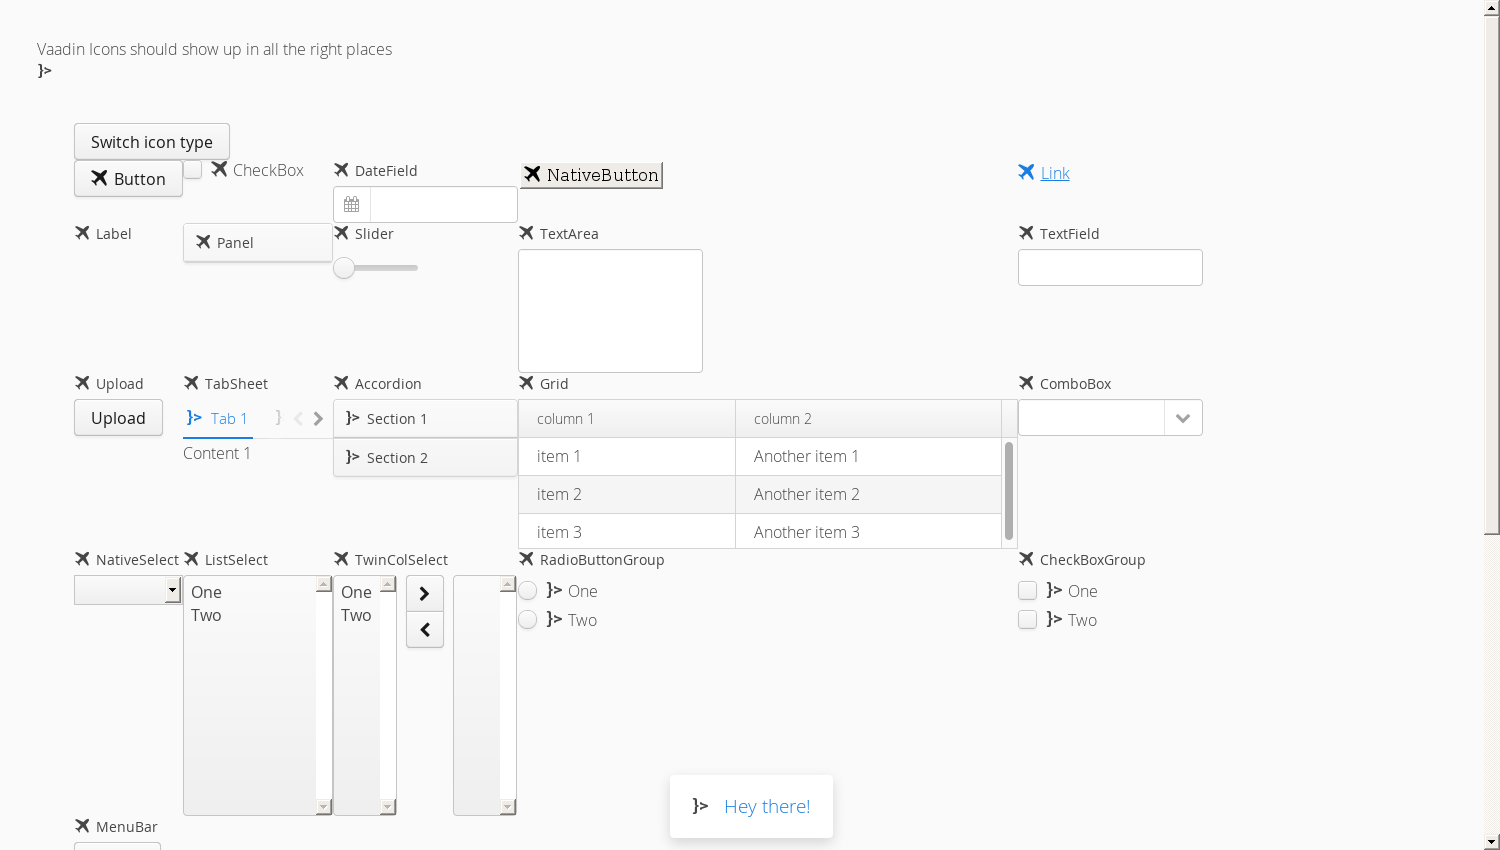 Vaadin Icons should show up in all the right places
Switch icon type
Button
CheckBox
DateField
NativeButton
Link
Label
Panel
Slider
TextArea
TextField
Upload
TabSheet
Accordion
Grid
ComboBox
Upload
Tab 1
Section 1
column 1
column 2
Content 1
Section 2
item 1
Another item 1
item 2
Another item 2
item 3
Another item 3
NativeSelect
ListSelect
TwinColSelect
RadioButtonGroup
CheckBoxGroup
One
One
One
One
Two
Two
Two
Two
Hey there!
MenuBar